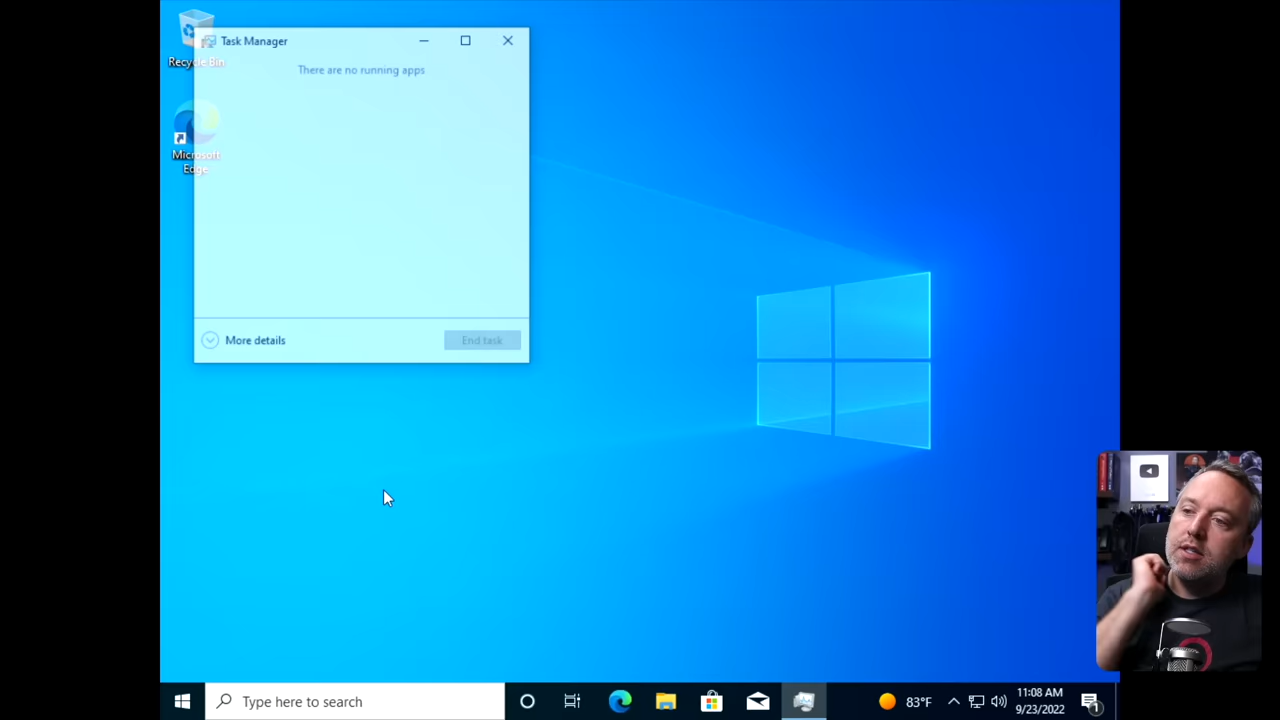 Task Manager
Recycle Bin
There are no running apps
Microsoft
Edge
More details
End task
Type here to search
83°F
11:08 AM
9/23/2022
1